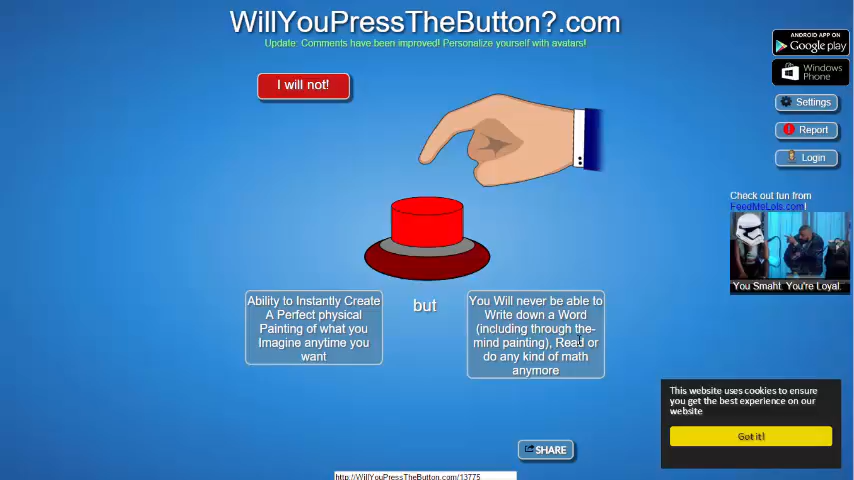 WillYouPressTheButton?.com
Update: Comments have been improved! Personalize yourself with avatars!
I will not!
ANDROID APP ON
Google play
Windows
Phone
Settings
Report
Login
Check out fun from
FeedMeLols.com!
You Smaht. You're Loyal.
Ability to Instantly Create
A Perfect physical
Painting of what you
Imagine anytime you
want
but
You Will never be able to
Write down a Word
(including through the-
mind painting), Read or
do any kind of math
anymore
This website uses cookies to ensure
you get the best experience on our
website
Got it!
SHARE
http://WillYouPressTheButton.com/13775